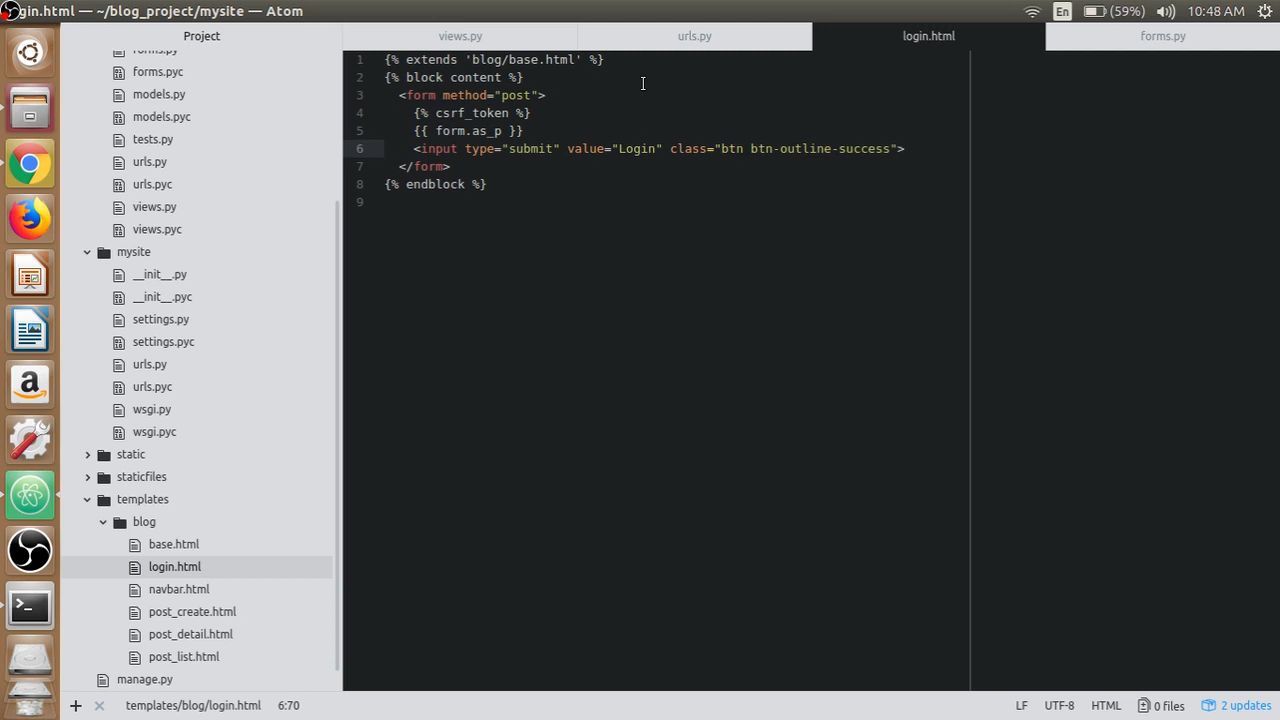 gin.html — ~/blog_project/mysite — Atom
En
(59%)
10:48 AM
Project
views.py
urls.py
login.html
forms.py
forms.py
forms.pyc
models.py
models.pyc
tests.py
urls.py
urls.pyc
views.py
views.pyc
mysite
__init__.py
__init__.pyc
settings.py
settings.pyc
urls.py
urls.pyc
wsgi.py
wsgi.pyc
static
staticfiles
templates
blog
base.html
login.html
navbar.html
post_create.html
post_detail.html
post_list.html
manage.py
1 {% extends 'blog/base.html' %}
2 {% block content %}
3 <form method="post">
4 {% csrf_token %}
5 {{ form.as_p }}
6 <input type="submit" value="Login" class="btn btn-outline-success">
7 </form>
8 {% endblock %}
9
templates/blog/login.html 6:70
LF UTF-8 HTML 0 files 2 updates